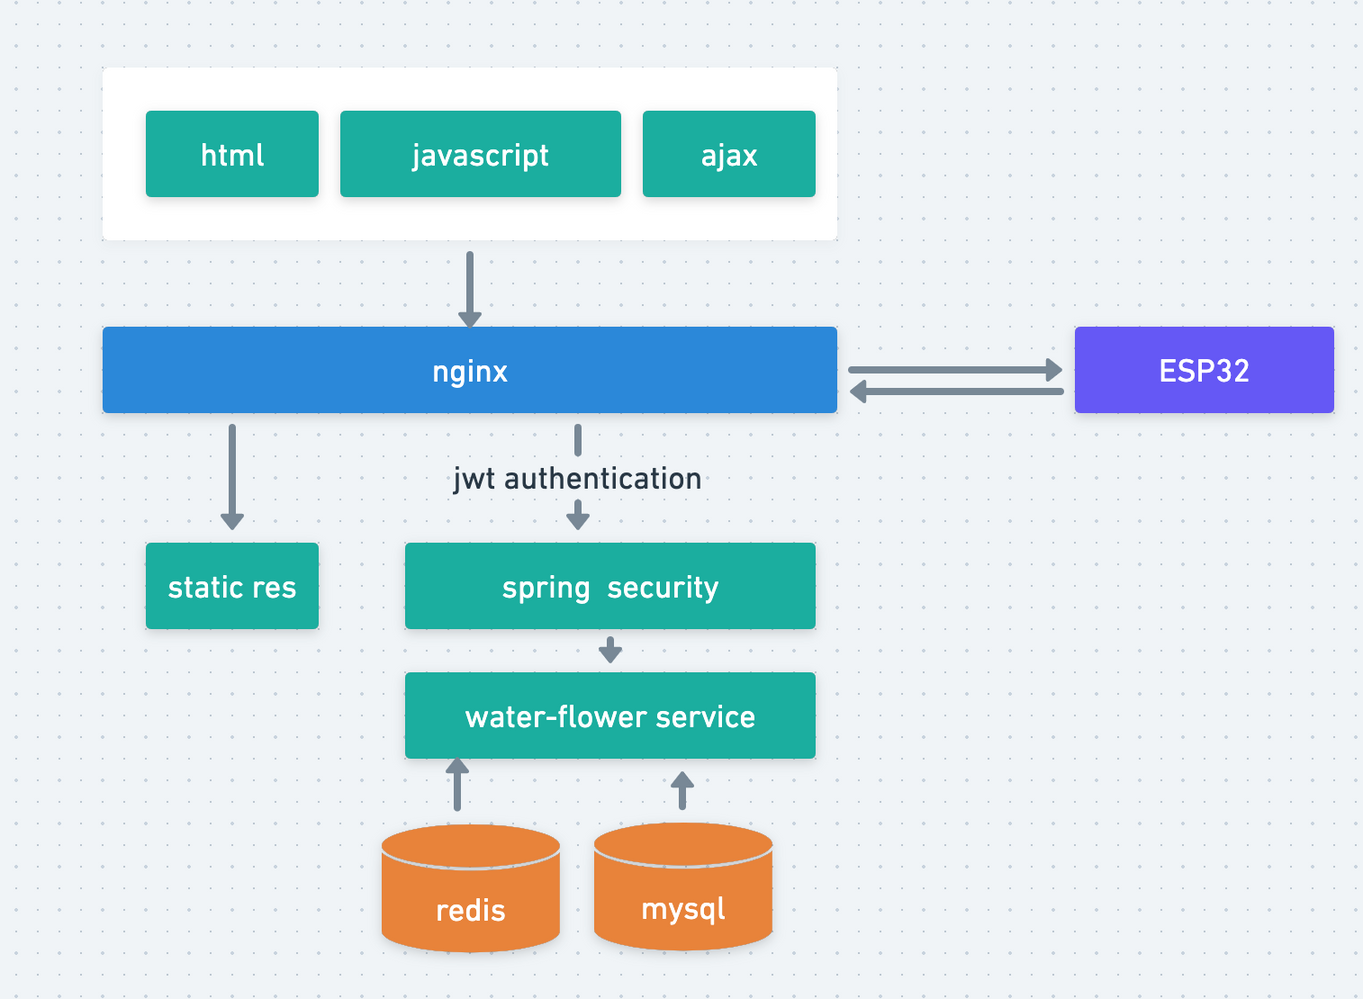 html
javascript
ajax
nginx
ESP32
jwt authentication
static res
spring  security
water-flower service
redis
mysql